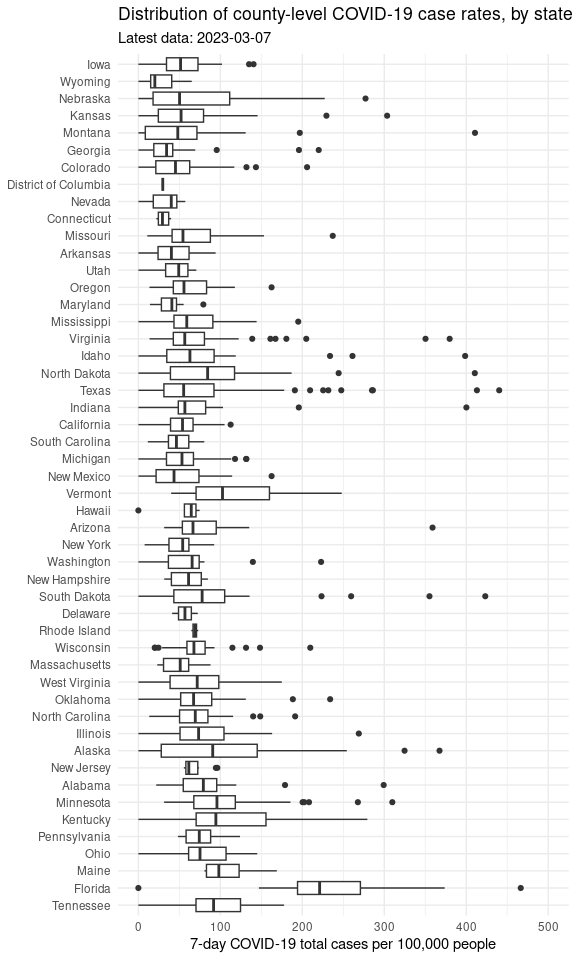 Distribution of county-level COVID-19 case rates, by state
Latest data: 2023-03-07
Iowa
Wyoming
Nebraska
Kansas
Montana
Georgia
Colorado
District of Columbia
Nevada
Connecticut
Missouri
Arkansas
Utah
Oregon
Maryland
Mississippi
Virginia
Idaho
North Dakota
Texas
Indiana
California
South Carolina
Michigan
New Mexico
Vermont
Hawaii
Arizona
New York
Washington
New Hampshire
South Dakota
Delaware
Rhode Island
Wisconsin
Massachusetts
West Virginia
Oklahoma
North Carolina
Illinois
Alaska
New Jersey
Alabama
Minnesota
Kentucky
Pennsylvania
Ohio
Maine
Florida
Tennessee
0 100 200 300 400 500
7-day COVID-19 total cases per 100,000 people